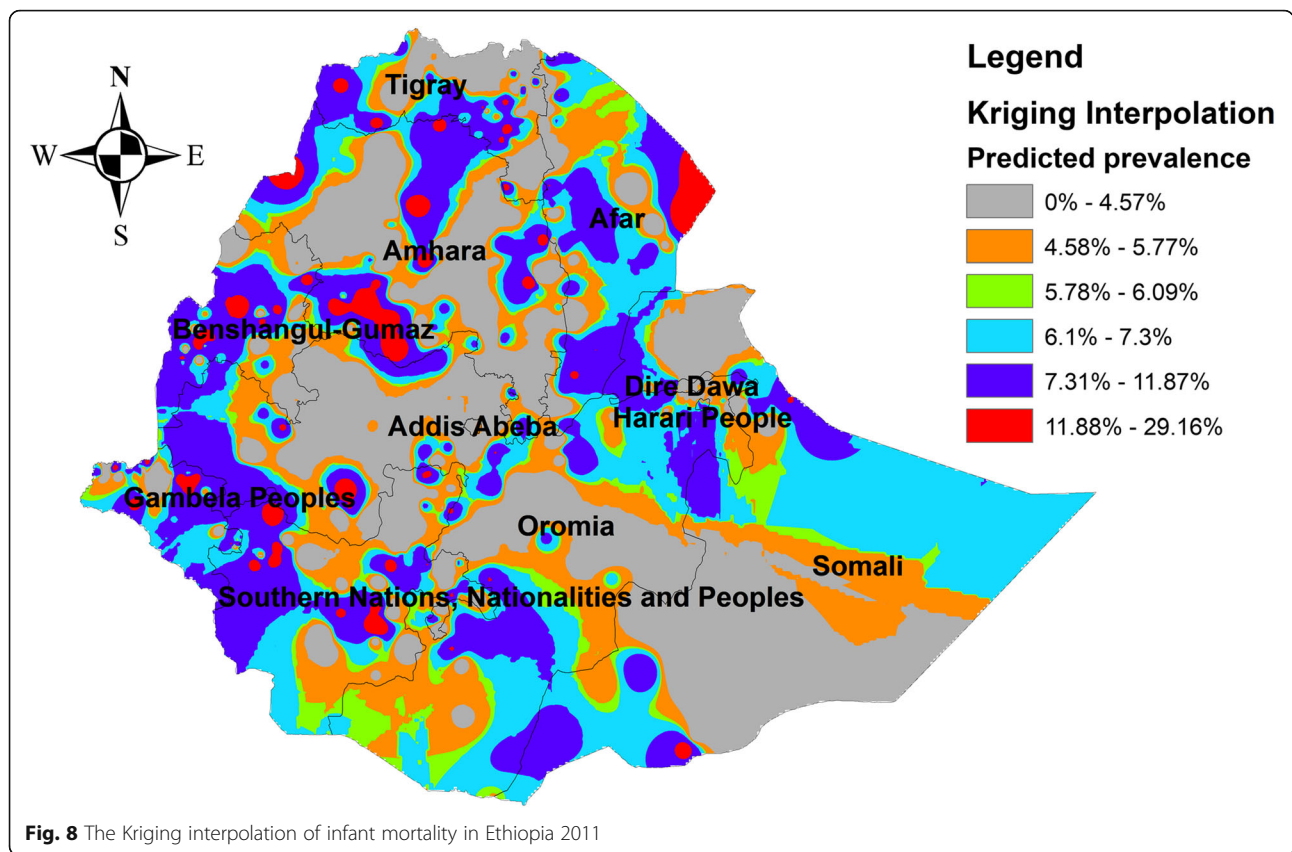 N
W
E
S
Tigray
Afar
Amhara
Benshangul-Gumaz
Dire Dawa
Harari People
Addis Abeba
Gambela Peoples
Oromia
Somali
Southern Nations, Nationalities and Peoples
Legend
Kriging Interpolation
Predicted prevalence
0% - 4.57%
4.58% - 5.77%
5.78% - 6.09%
6.1% - 7.3%
7.31% - 11.87%
11.88% - 29.16%
Fig. 8 The Kriging interpolation of infant mortality in Ethiopia 2011